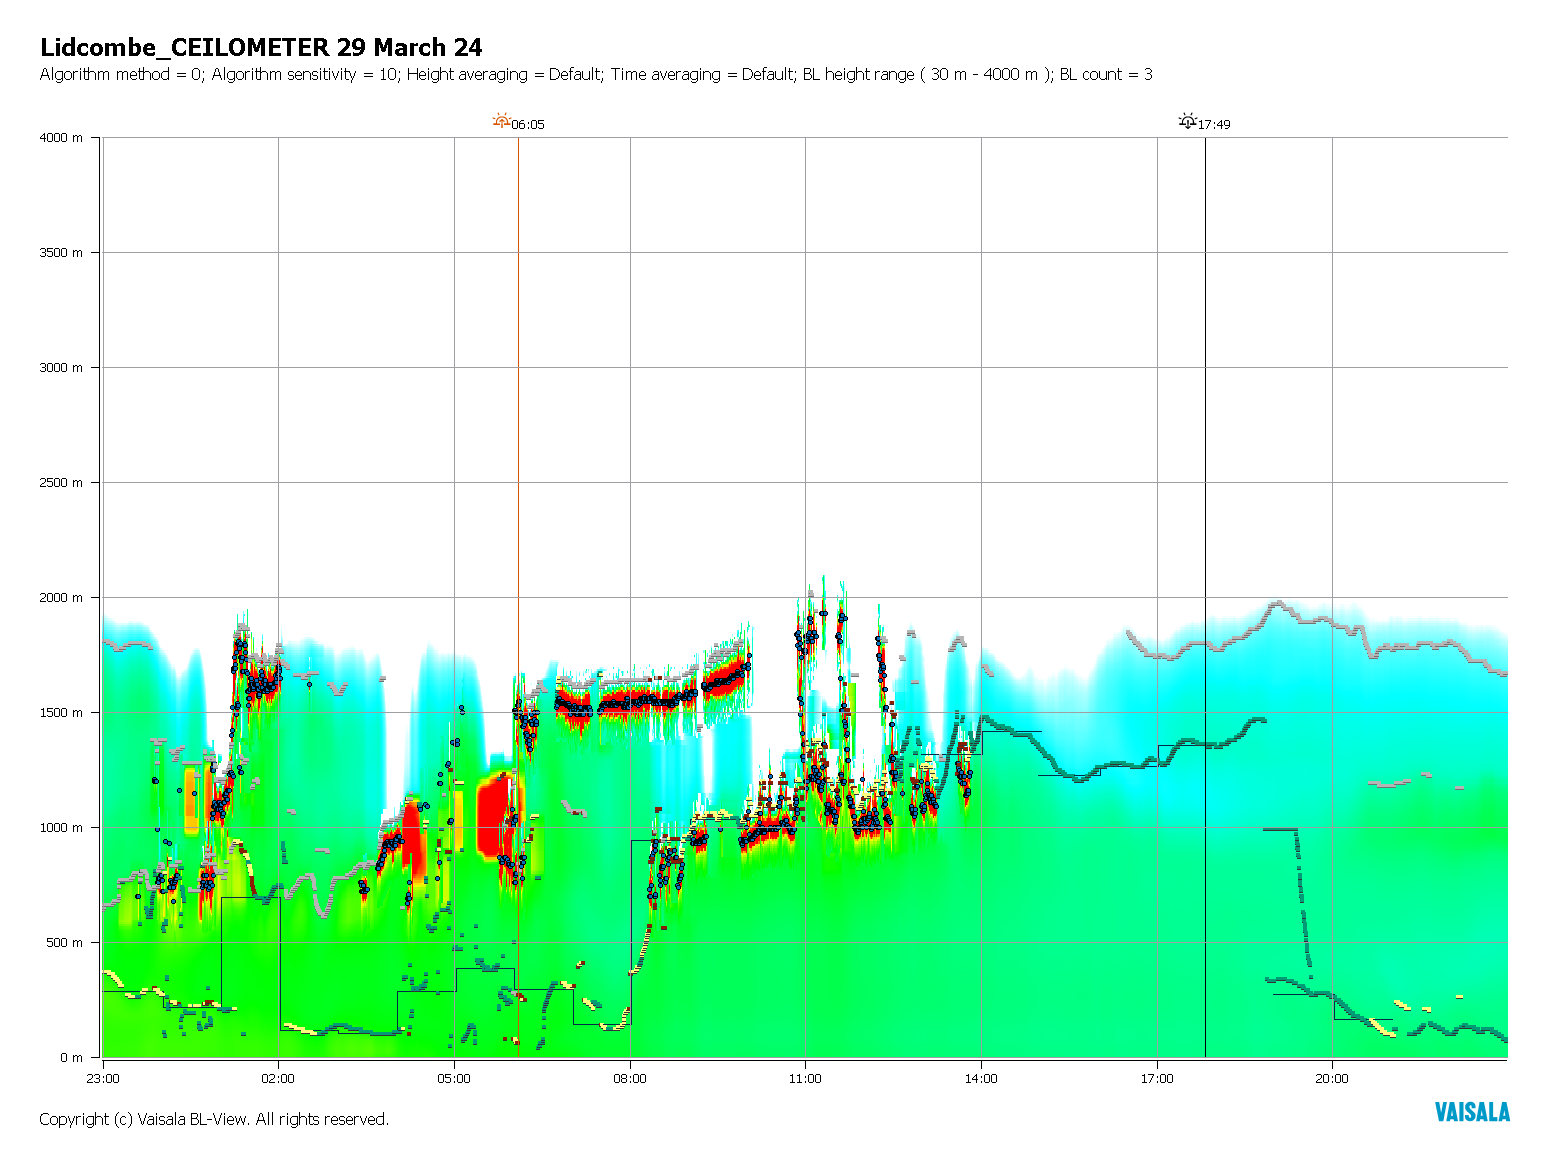 Lidcombe_CEILOMETER 29 March 24
Algorithm method = 0; Algorithm sensitivity = 10; Height averaging = Default; Time averaging = Default; BL height range ( 30 m - 4000 m ); BL count = 3
06:05
17:49
4000 m
3500 m
3000 m
2500 m
2000 m
1500 m
1000 m
500 m
0 m
23:00
02:00
05:00
08:00
11:00
14:00
17:00
20:00
Copyright (c) Vaisala BL-View. All rights reserved.
VAISALA